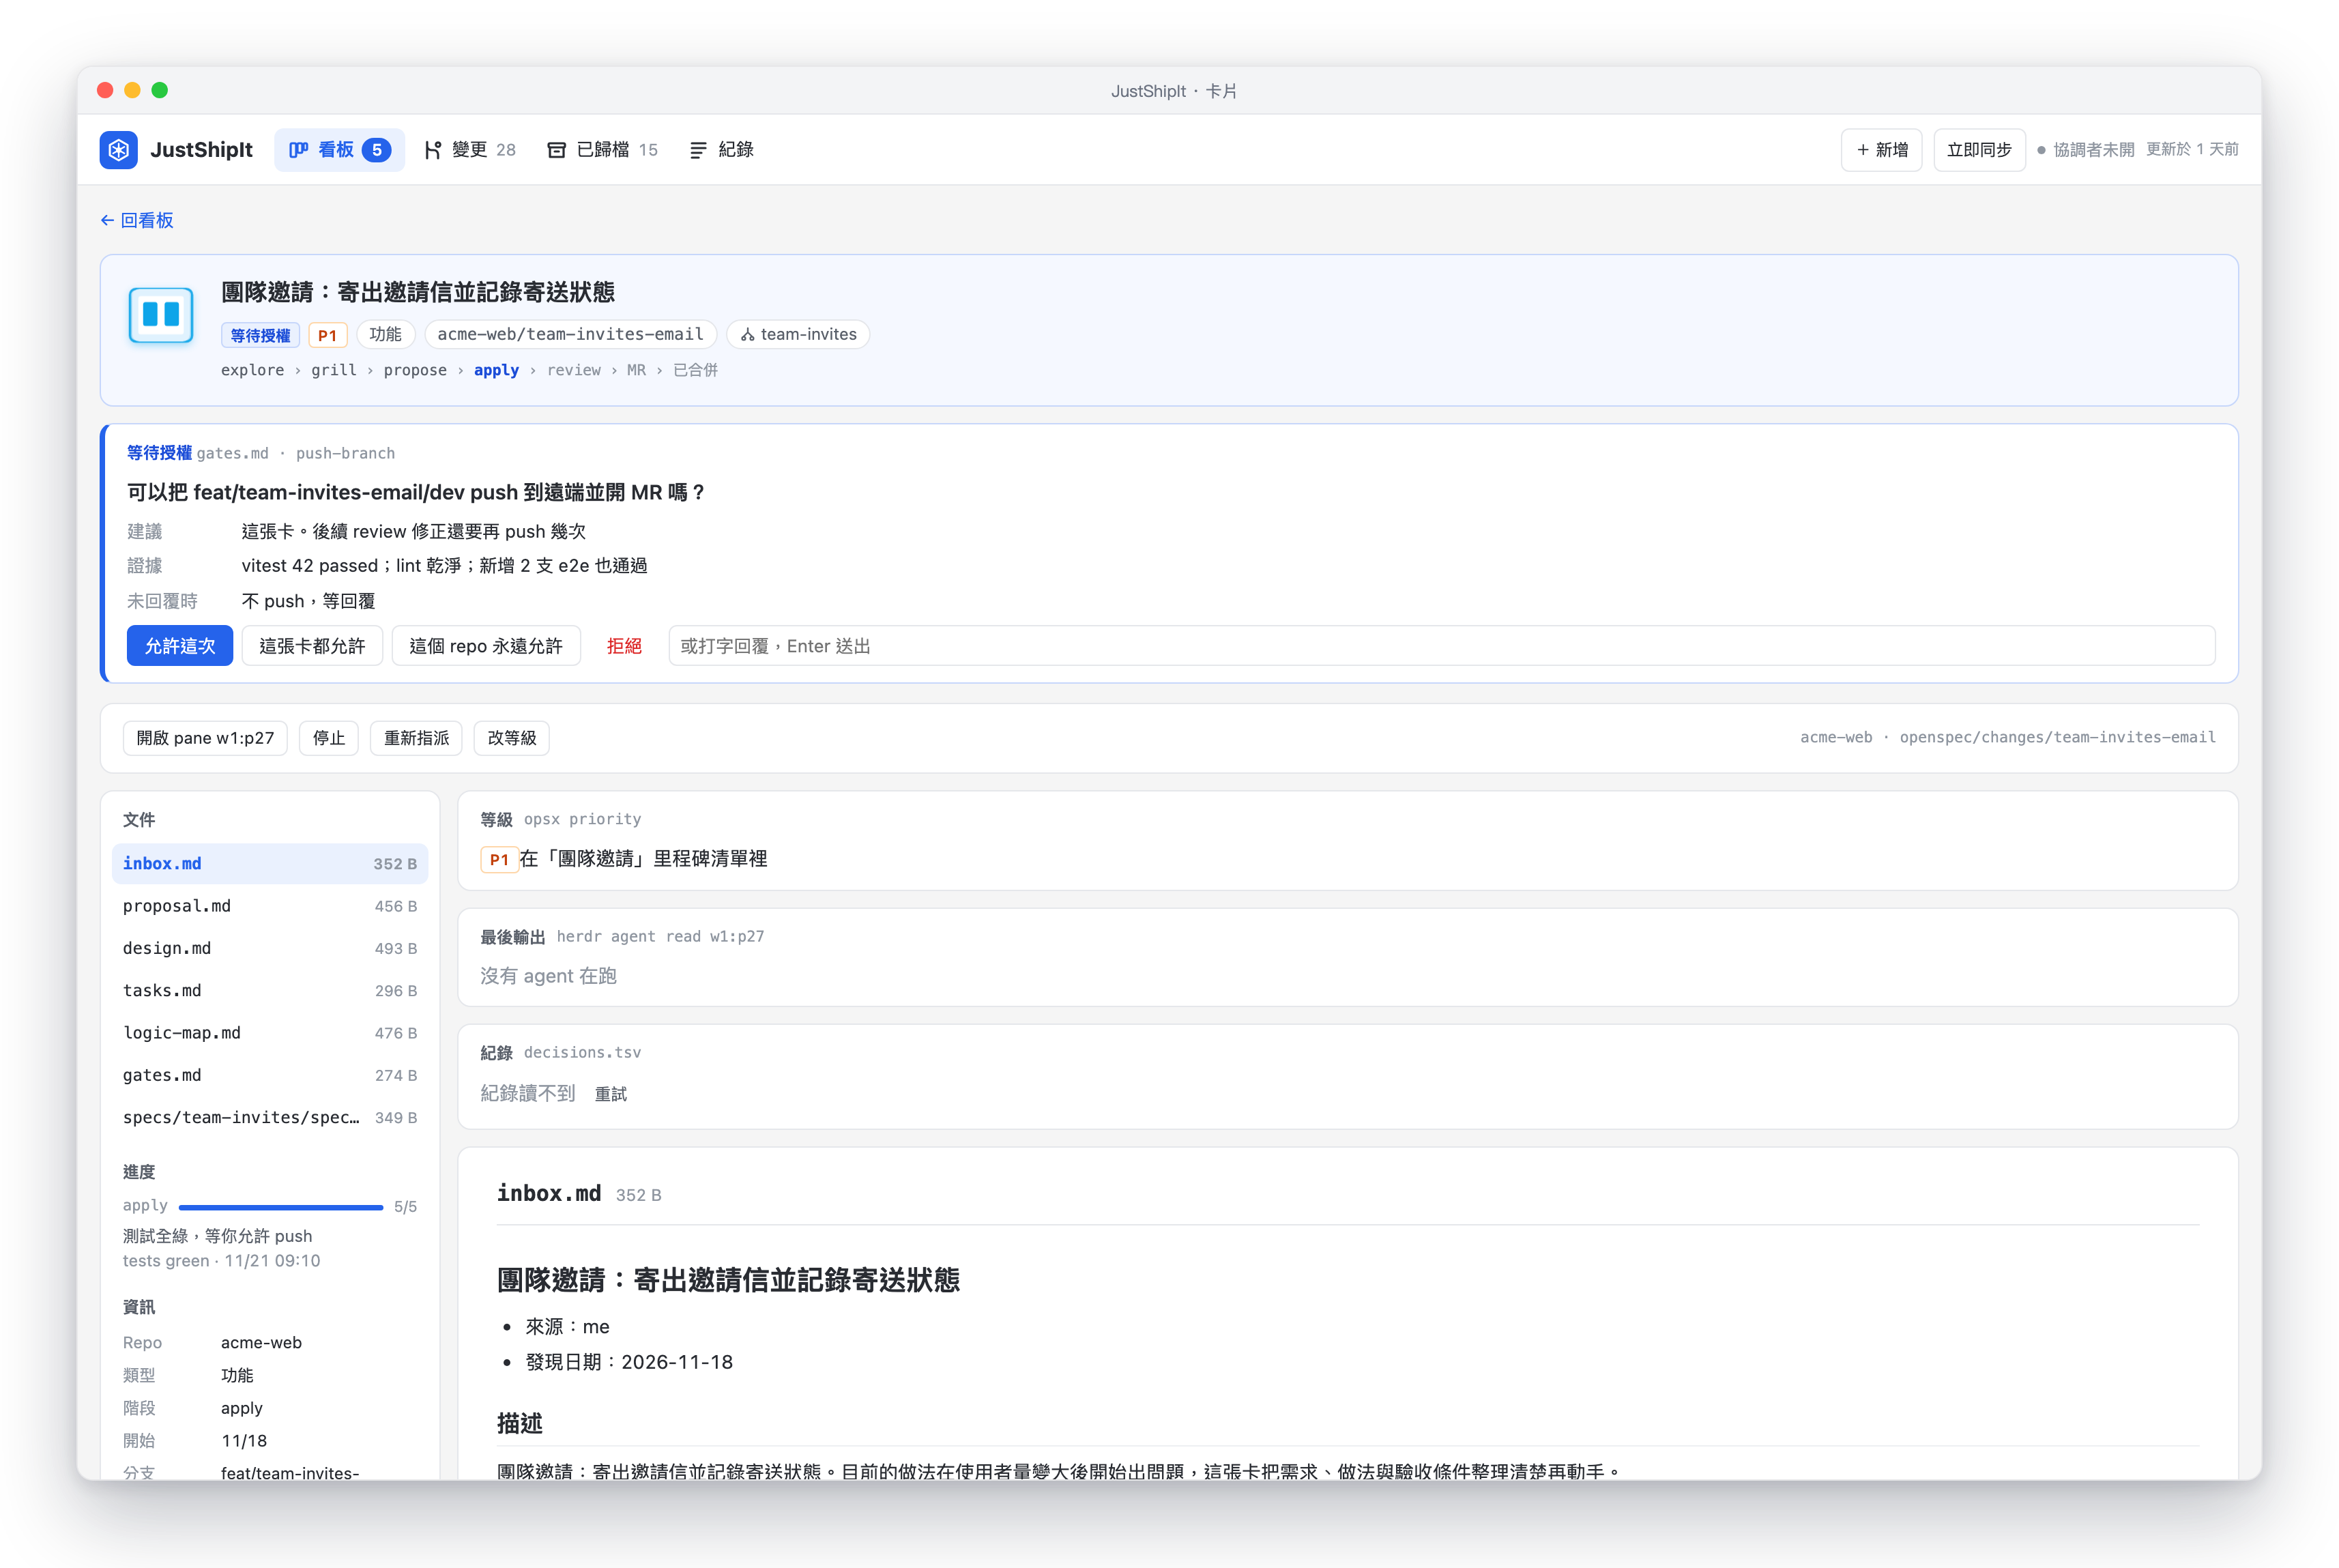 JustShipIt · 卡片
JustShipIt 看板 5 變更 28 已歸檔 15 紀錄 + 新增 立即同步 協調者未開 更新於 1 天前
← 回看板
團隊邀請：寄出邀請信並記錄寄送狀態
等待授權 P1 功能 acme-web/team-invites-email team-invites
explore › grill › propose › apply › review › MR › 已合併
等待授權 gates.md · push-branch
可以把 feat/team-invites-email/dev push 到遠端並開 MR 嗎？
建議 這張卡。後續 review 修正還要再 push 幾次
證據 vitest 42 passed；lint 乾淨；新增 2 支 e2e 也通過
未回覆時 不 push，等回覆
允許這次 這張卡都允許 這個 repo 永遠允許 拒絕 或打字回覆，Enter 送出
開啟 pane w1:p27 停止 重新指派 改等級 acme-web · openspec/changes/team-invites-email
文件
inbox.md 352 B
proposal.md 456 B
design.md 493 B
tasks.md 296 B
logic-map.md 476 B
gates.md 274 B
specs/team-invites/spec… 349 B
進度
apply 5/5
測試全綠，等你允許 push
tests green · 11/21 09:10
資訊
Repo acme-web
類型 功能
階段 apply
開始 11/18
分支 feat/team-invites-
等級 opsx priority
P1 在「團隊邀請」里程碑清單裡
最後輸出 herdr agent read w1:p27
沒有 agent 在跑
紀錄 decisions.tsv
紀錄讀不到 重試
inbox.md 352 B
團隊邀請：寄出邀請信並記錄寄送狀態
• 來源：me
• 發現日期：2026-11-18
描述
團隊邀請：寄出邀請信並記錄寄送狀態。目前的做法在使用者量變大後開始出問題，這張卡把需求、做法與驗收條件整理清楚再動手。